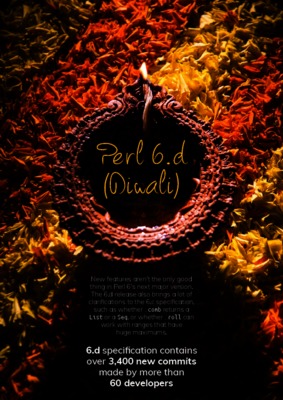 Perl 6.d
(Diwali)
New features aren't the only good
thing in Perl 6's next major version.
The 6.d release also brings a lot of
clarifications to the 6.c specification,
such as whether .comb returns a
List or a Seq, or whether .roll can
work with ranges that have
huge maximums.
6.d specification contains
over 3,400 new commits
made by more than
60 developers